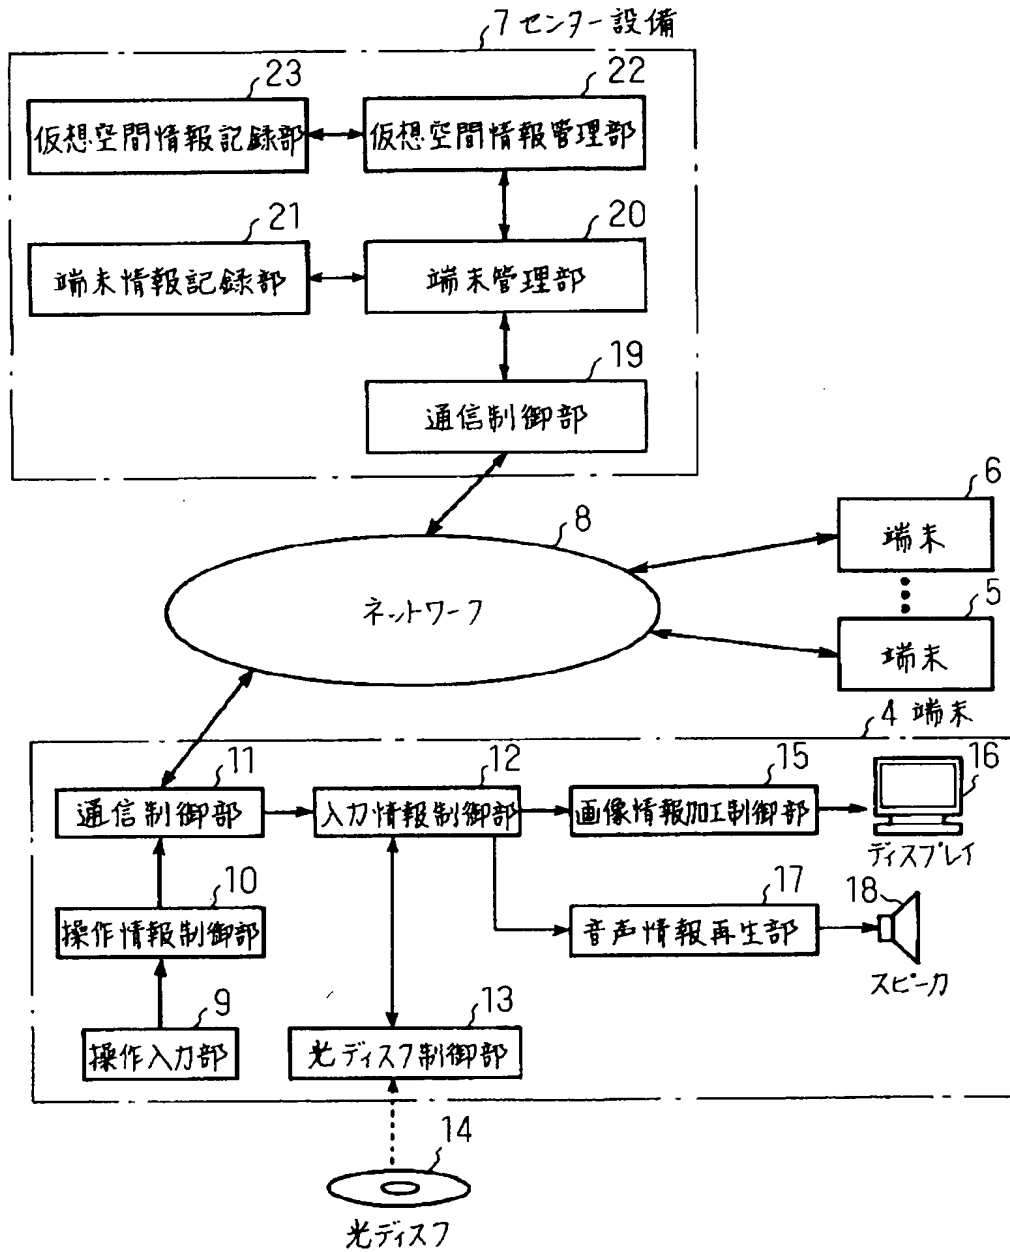 7 センター設備
23
22
仮想空間情報記録部
仮想空間情報管理部
21
20
端末情報記録部
端末管理部
19
通信制御部
8
6
端末
ネットワーク
5
端末
4 端末
11
12
15
16
通信制御部
入力情報制御部
画像情報加工制御部
ディスプレイ
10
17
18
操作情報制御部
音声情報再生部
スピーカ
9
13
操作入力部
光ディスク制御部
14
光ディスク